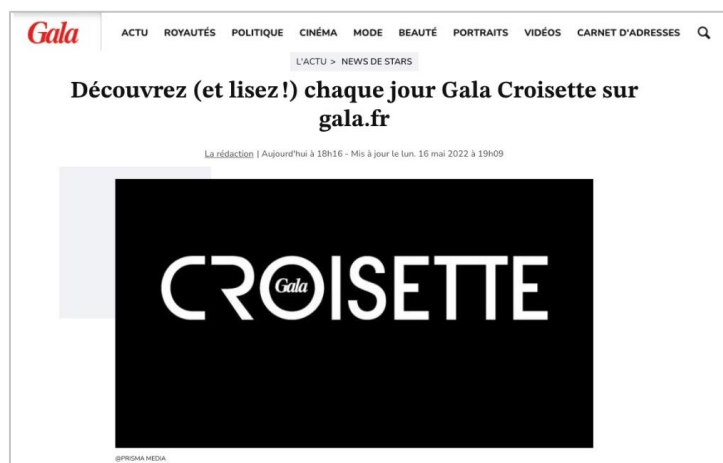 Gala
ACTU ROYAUTÉS POLITIQUE CINÉMA MODE BEAUTÉ PORTRAITS VIDÉOS CARNET D'ADRESSES
L'ACTU > NEWS DE STARS
Découvrez (et lisez!) chaque jour Gala Croisette sur
gala.fr
La rédaction | Aujourd'hui à 18h16 - Mis à jour le lun. 16 mai 2022 à 19h09
CROISETTE
Gala
@PRISMA MEDIA